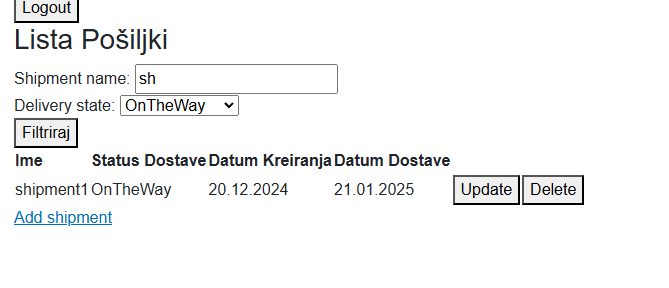 Logout
Lista Pošiljki
Shipment name: sh
Delivery state: OnTheWay
Filtriraj
Ime Status Dostave Datum Kreiranja Datum Dostave
shipment1 OnTheWay 20.12.2024 21.01.2025 Update Delete
Add shipment